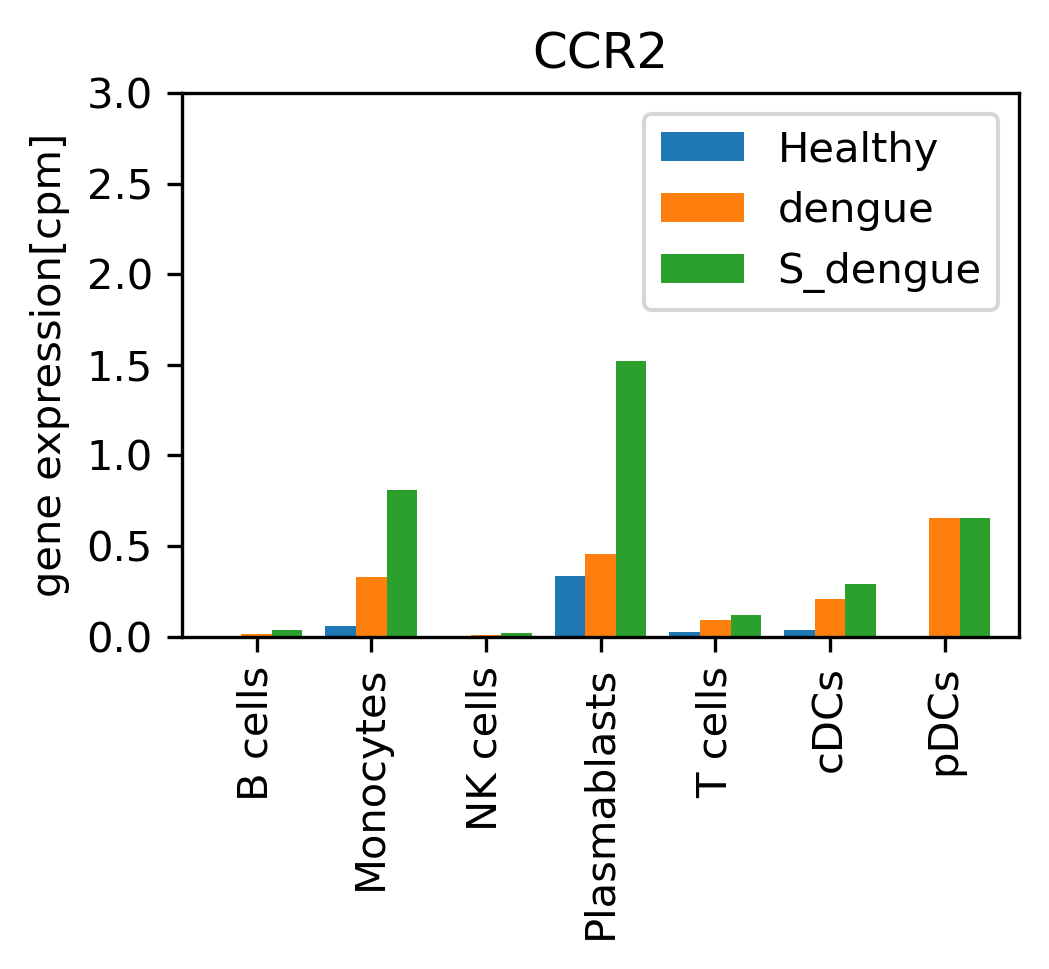 CCR2
gene expression[cpm]
3.0
2.5
2.0
1.5
1.0
0.5
0.0
Healthy
dengue
S_dengue
B cells
Monocytes
NK cells
Plasmablasts
T cells
cDCs
pDCs